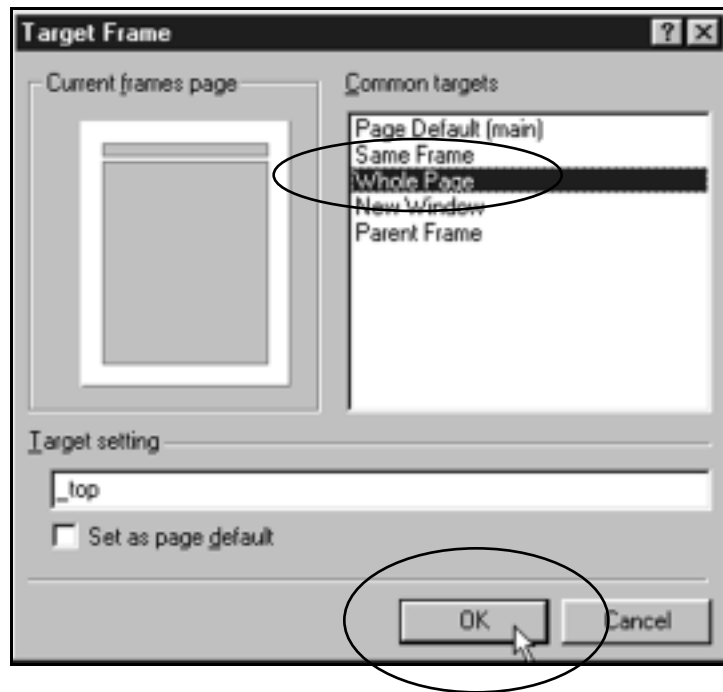 Target Frame
Current frames page
Common targets
Page Default (main)
Same Frame
Whole Page
New Window
Parent Frame
Target setting
_top
Set as page default
OK
Cancel